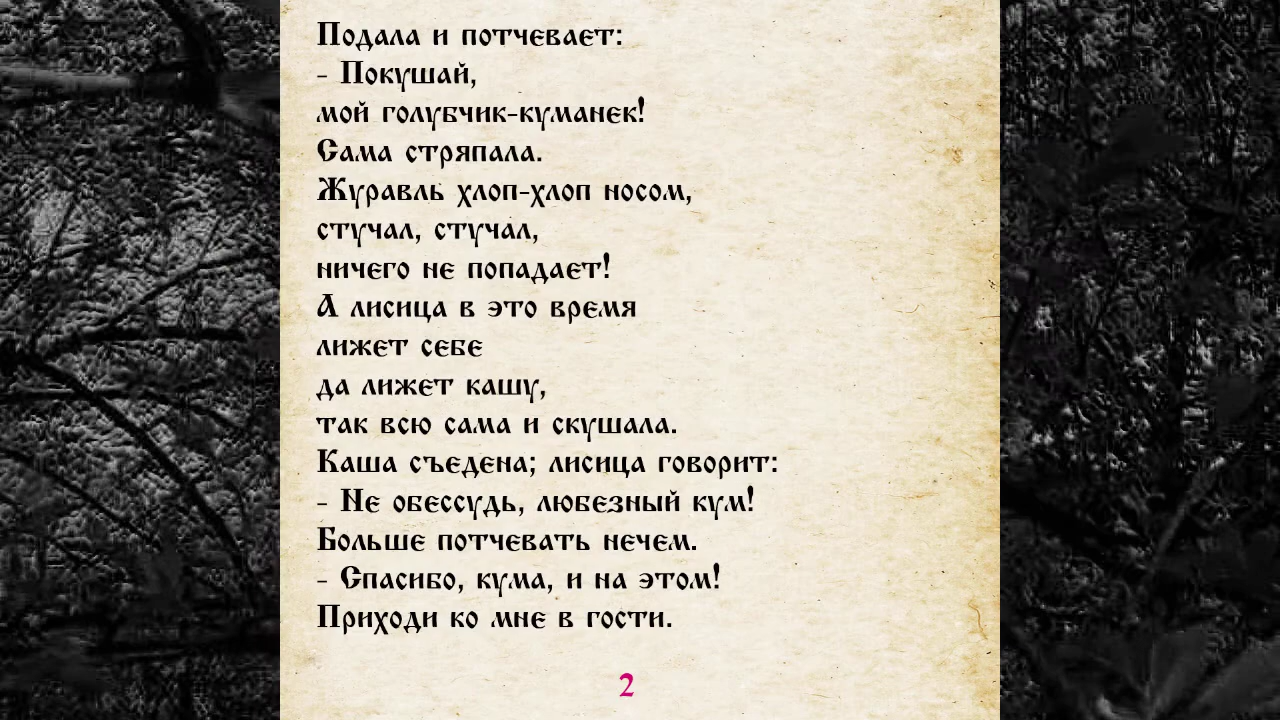 Подала и потчевает:
- Покушай,
мой голубчик-куманек!
Сама стряпала.
Журавль хлоп-хлоп носом,
стучал, стучал,
ничего не попадает!
А лисица в это время
лижет себе
да лижет кашу,
так всю сама и скушала.
Каша съедена; лисица говорит:
- Не обессудь, любезный кум!
Больше потчевать нечем.
- Спасибо, кума, и на этом!
Приходи ко мне в гости.
2